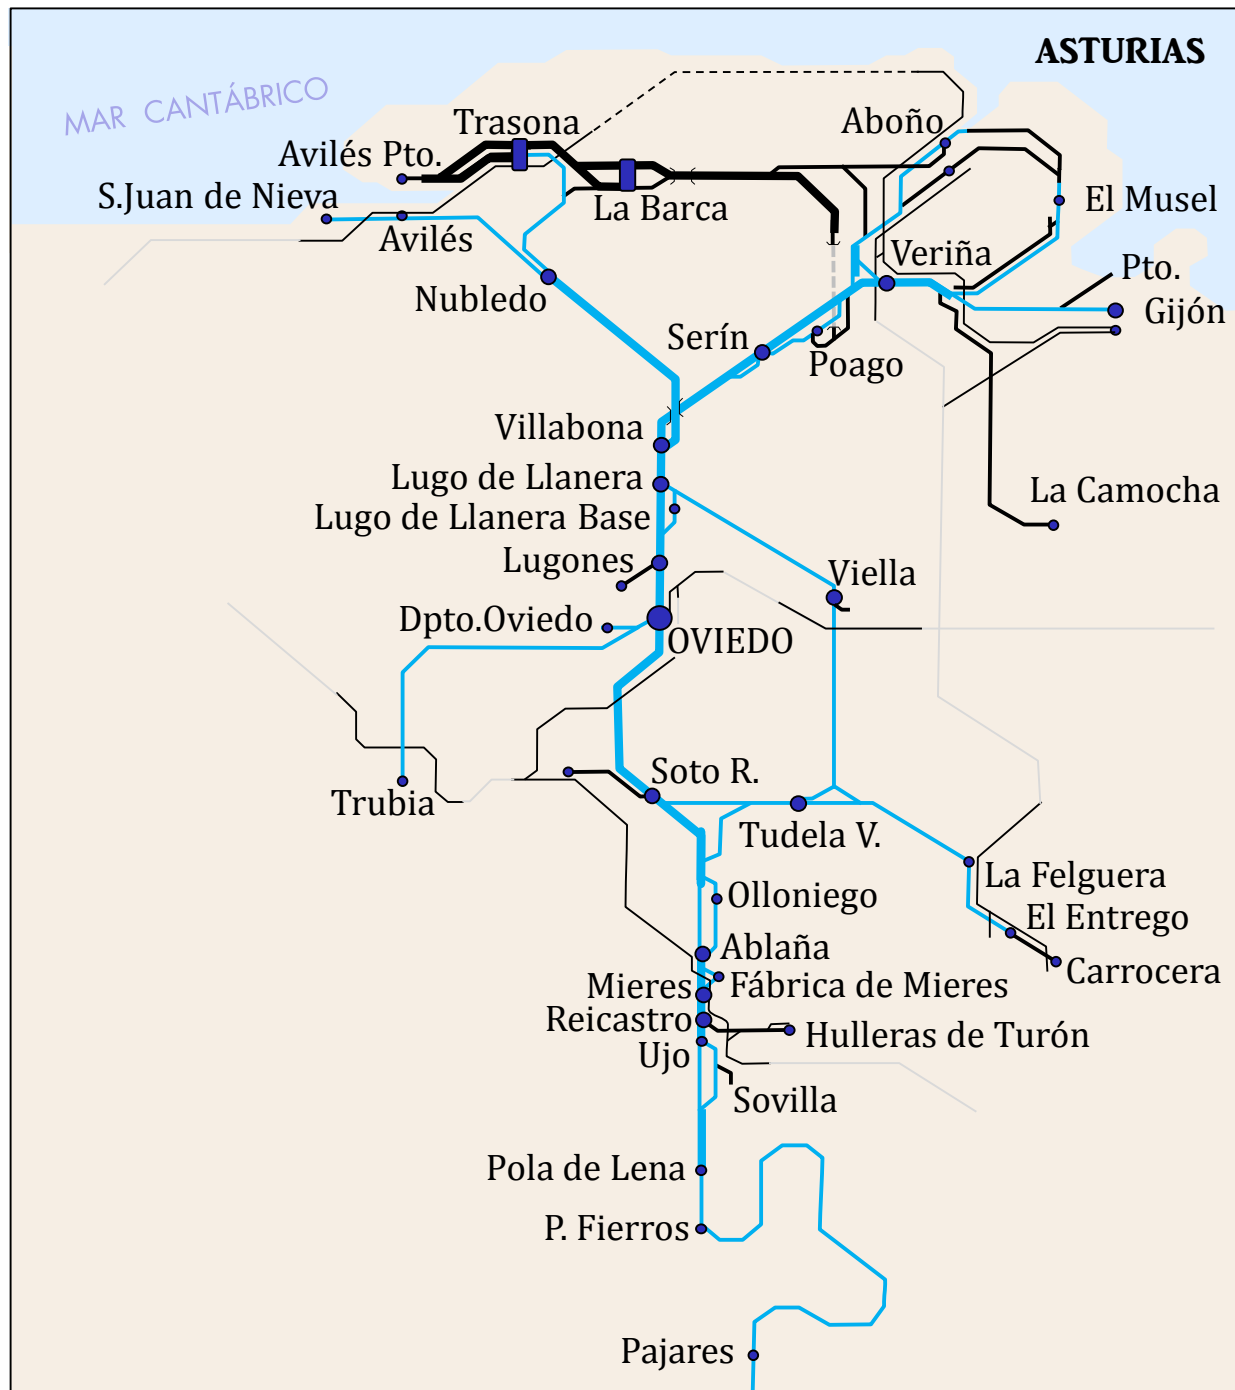 ASTURIAS
MAR CANTÁBRICO
Trasona
Aboño
Avilés Pto.
S.Juan de Nieva
La Barca
El Musel
Avilés
Veriña
Pto.
Nubledo
Gijón
Serín
Poago
Villabona
Lugo de Llanera
La Camocha
Lugo de Llanera Base
Lugones
Viella
Dpto.Oviedo
OVIEDO
Soto R.
Trubia
Tudela V.
La Felguera
Olloniego
El Entrego
Ablaña
Carrocera
Mieres
Fábrica de Mieres
Reicastro
Hulleras de Turón
Ujo
Sovilla
Pola de Lena
P. Fierros
Pajares